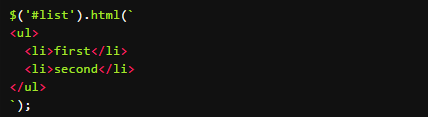 $('#list').html(`
<ul>
  <li>first</li>
  <li>second</li>
</ul>
`);